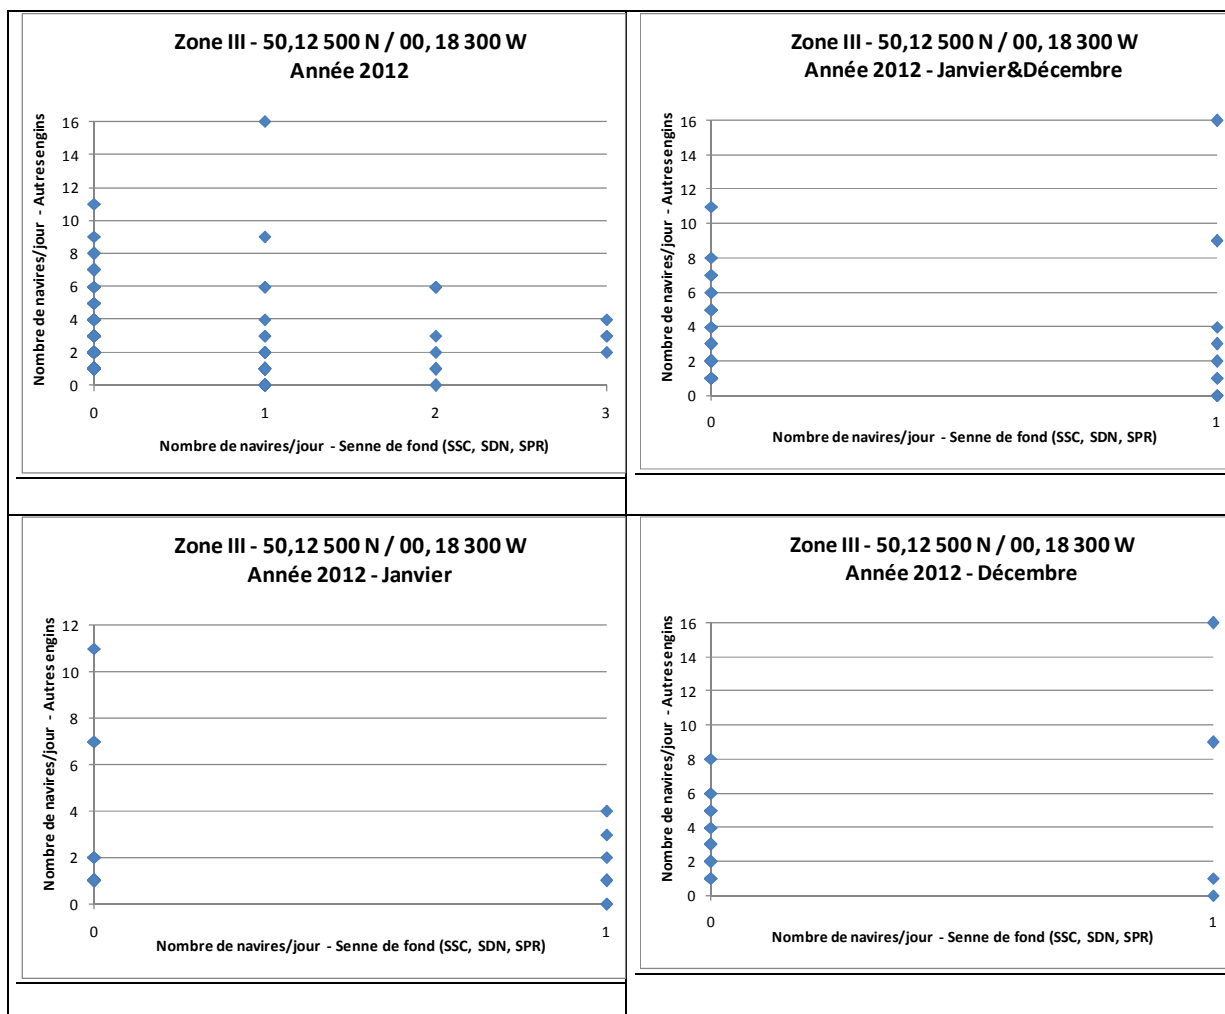 Zone III - 50,12 500 N / 00, 18 300 W
Année 2012
Nombre de navires/jour - Autres engins
16
14
12
10
8
6
4
2
0
0 1 2 3
Nombre de navires/jour - Senne de fond (SSC, SDN, SPR)
Zone III - 50,12 500 N / 00, 18 300 W
Année 2012 - Janvier&Décembre
Nombre de navires/jour - Autres engins
16
14
12
10
8
6
4
2
0
0 1
Nombre de navires/jour - Senne de fond (SSC, SDN, SPR)
Zone III - 50,12 500 N / 00, 18 300 W
Année 2012 - Janvier
Nombre de navires/jour - Autres engins
12
10
8
6
4
2
0
0 1
Nombre de navires/jour - Senne de fond (SSC, SDN, SPR)
Zone III - 50,12 500 N / 00, 18 300 W
Année 2012 - Décembre
Nombre de navires/jour - Autres engins
16
14
12
10
8
6
4
2
0
0 1
Nombre de navires/jour - Senne de fond (SSC, SDN, SPR)